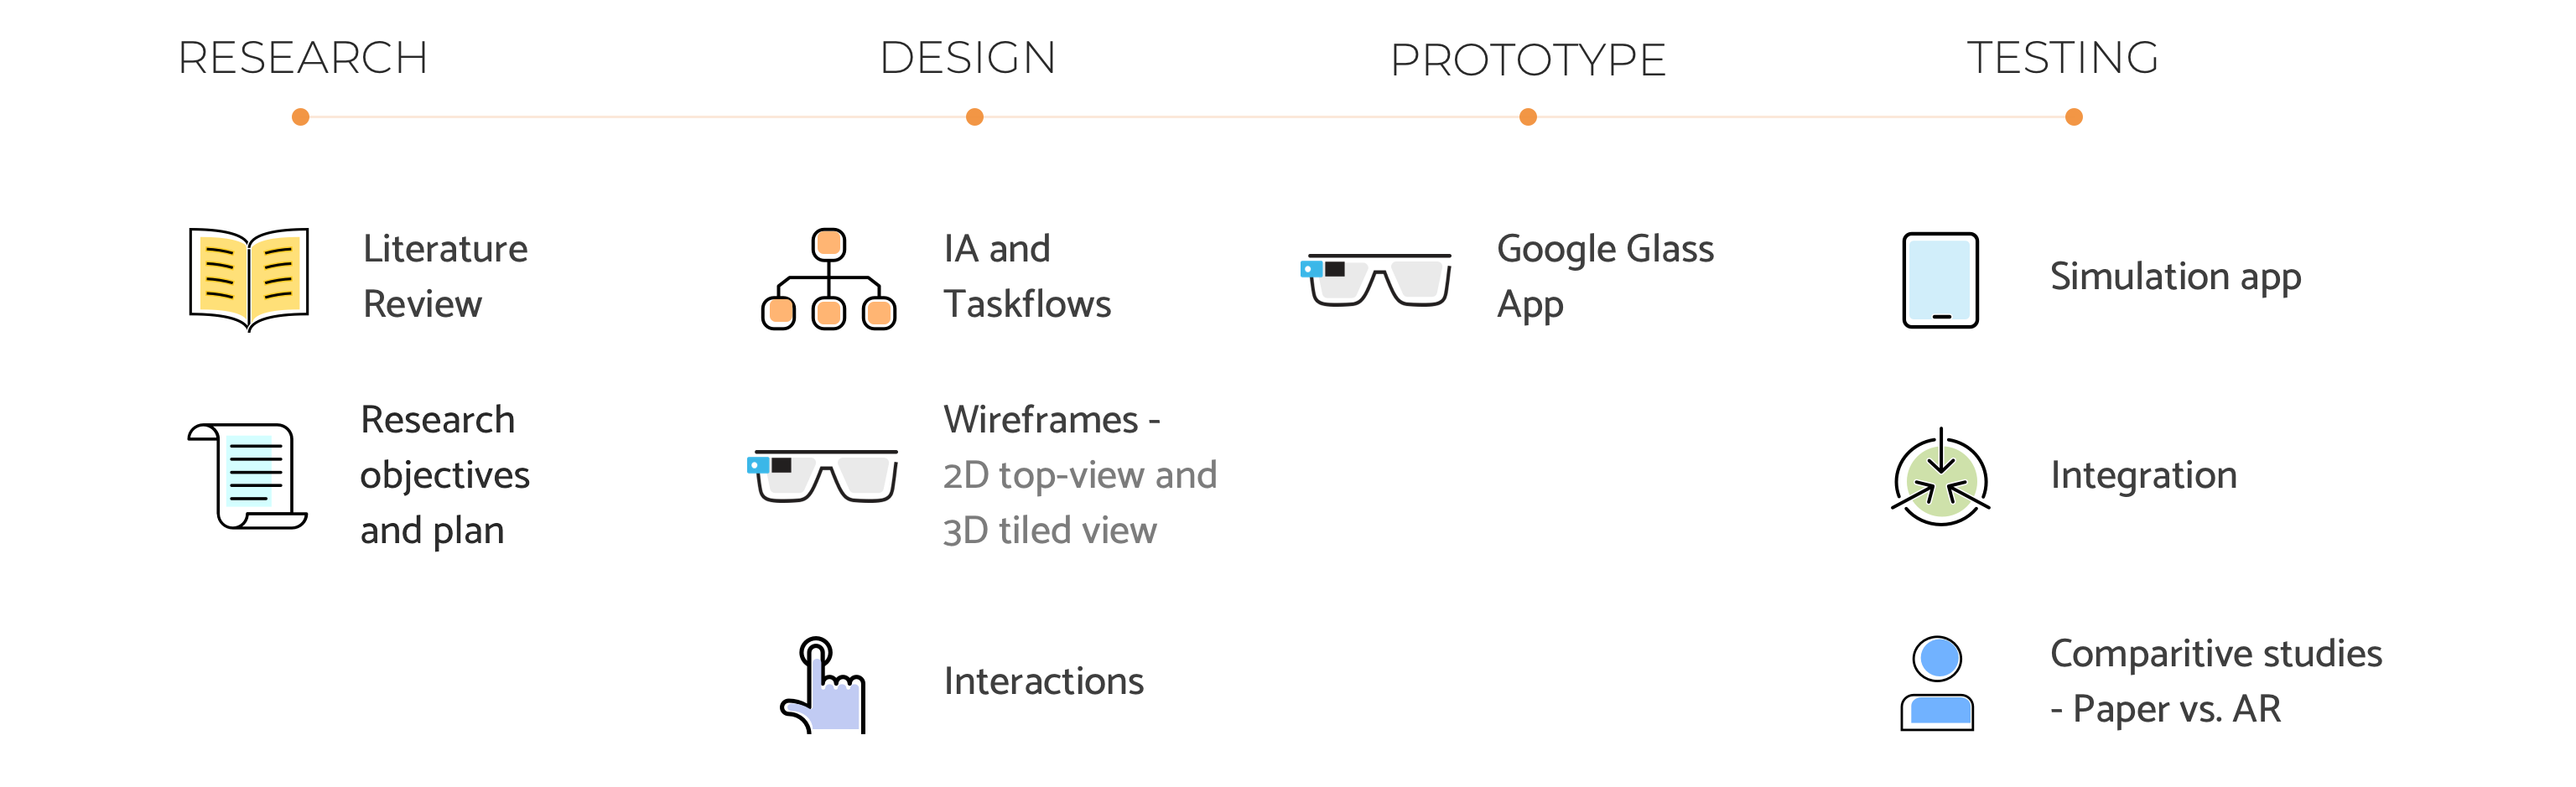 RESEARCH
DESIGN
PROTOTYPE
TESTING
Literature
Review
Research
objectives
and plan
IA and
Taskflows
Wireframes -
2D top-view and
3D tiled view
Interactions
Google Glass
App
Simulation app
Integration
Comparitive studies
- Paper vs. AR